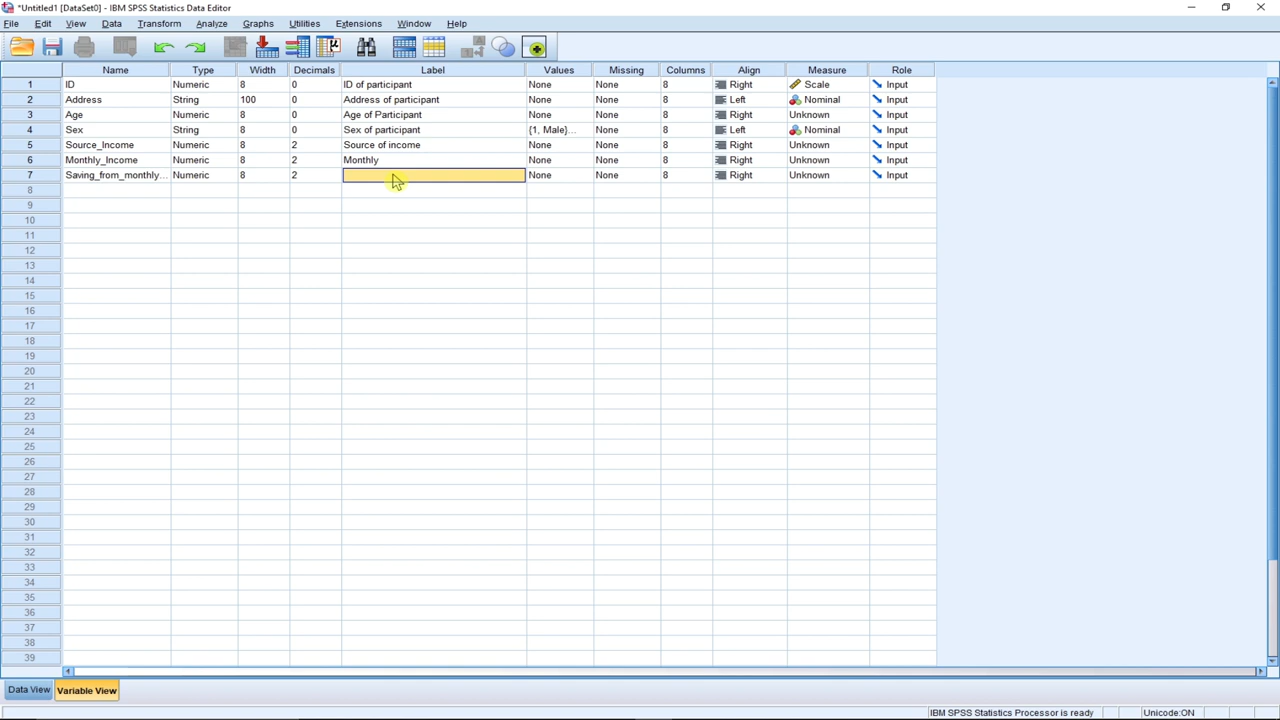 *Untitled1 [DataSet0] - IBM SPSS Statistics Data Editor
File Edit View Data Transform Analyze Graphs Utilities Extensions Window Help
Name Type Width Decimals Label Values Missing Columns Align Measure Role
1 ID Numeric 8 0 ID of participant None None 8 Right Scale Input
2 Address String 100 0 Address of participant None None 8 Left Nominal Input
3 Age Numeric 8 0 Age of Participant None None 8 Right Unknown Input
4 Sex String 8 0 Sex of participant {1, Male}... None 8 Left Nominal Input
5 Source_Income Numeric 8 2 Source of income None None 8 Right Unknown Input
6 Monthly_Income Numeric 8 2 Monthly None None 8 Right Unknown Input
7 Saving_from_monthly... Numeric 8 2 None None 8 Right Unknown Input
8
9
10
11
12
13
14
15
16
17
18
19
20
21
22
23
24
25
26
27
28
29
30
31
32
33
34
35
36
37
38
39
Data View Variable View
IBM SPSS Statistics Processor is ready Unicode:ON